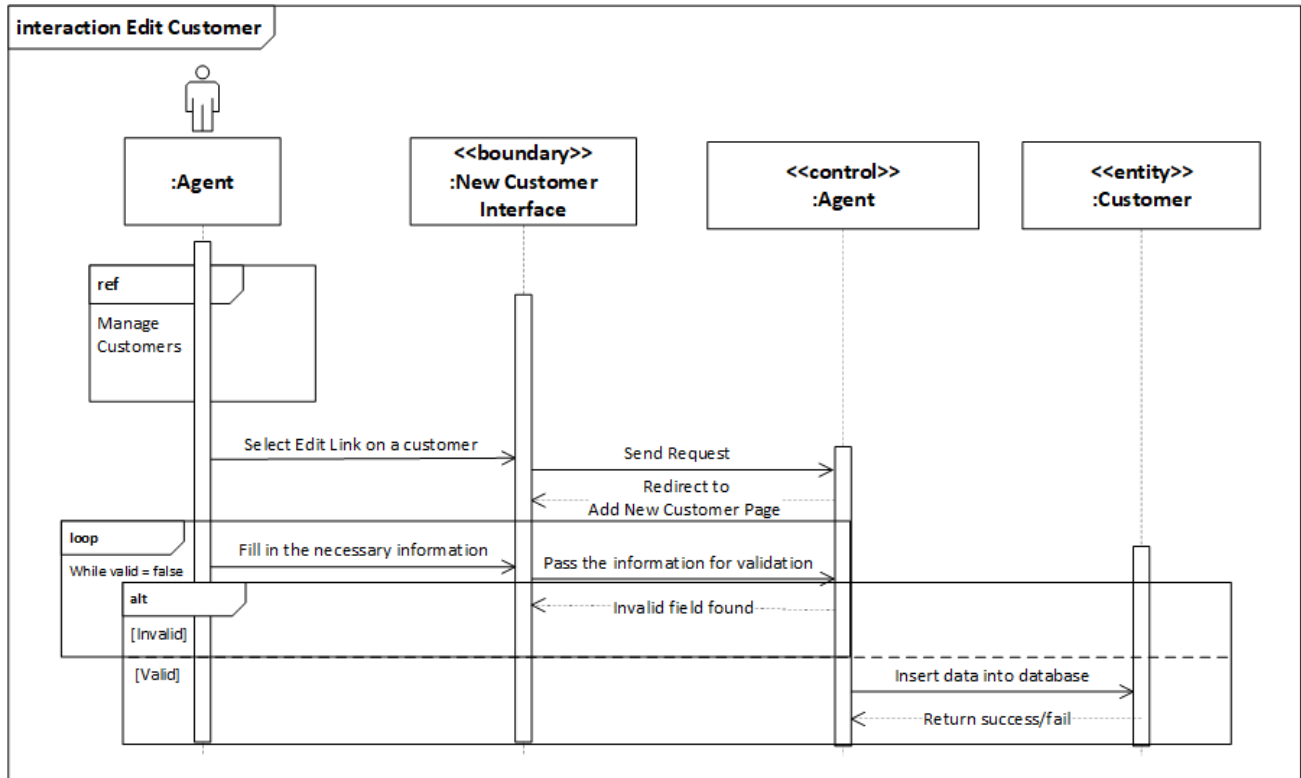 interaction Edit Customer
:Agent
<<boundary>>
:New Customer
Interface
<<control>>
:Agent
<<entity>>
:Customer
ref
Manage
Customers
Select Edit Link on a customer
Send Request
Redirect to
Add New Customer Page
loop
While valid = false
Fill in the necessary information
Pass the information for validation
alt
Invalid field found
[Invalid]
[Valid]
Insert data into database
Return success/fail